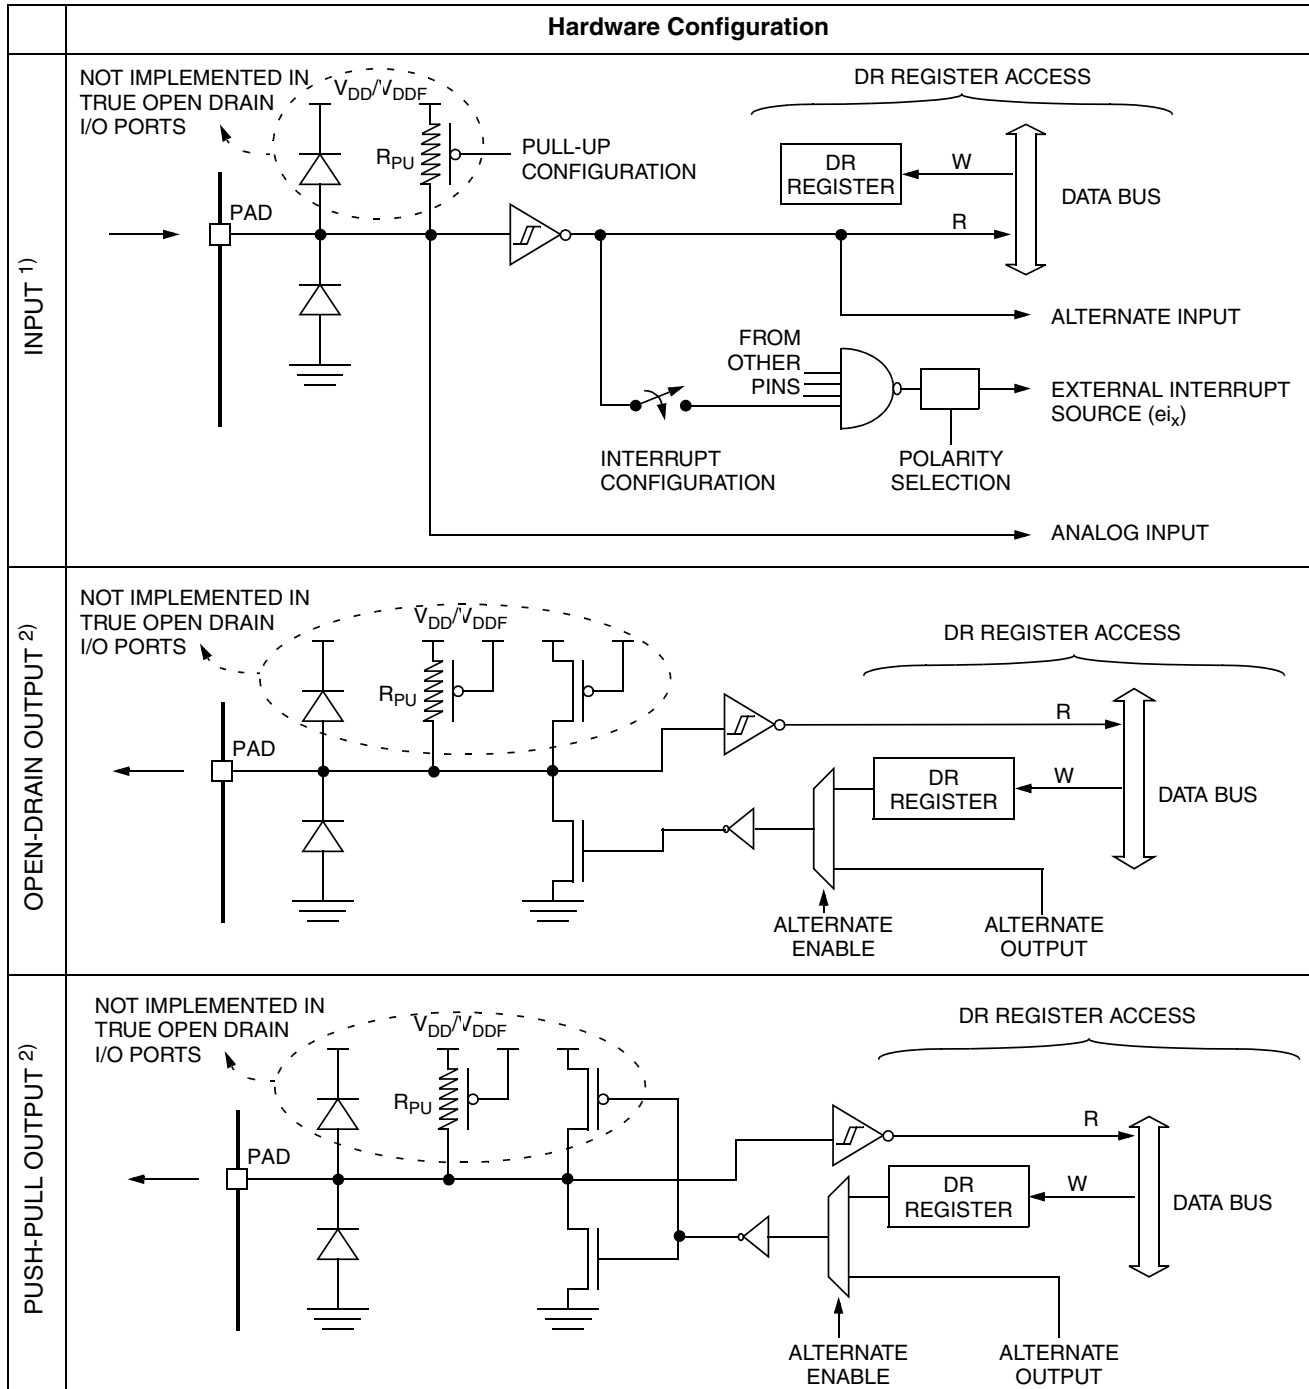 Hardware Configuration
INPUT 1)
NOT IMPLEMENTED IN
TRUE OPEN DRAIN
I/O PORTS
VDD/VDDF
RPU
PULL-UP
CONFIGURATION
PAD
DR REGISTER ACCESS
DR
REGISTER
W
R
DATA BUS
ALTERNATE INPUT
FROM
OTHER
PINS
EXTERNAL INTERRUPT
SOURCE (eix)
INTERRUPT
CONFIGURATION
POLARITY
SELECTION
ANALOG INPUT
OPEN-DRAIN OUTPUT 2)
NOT IMPLEMENTED IN
TRUE OPEN DRAIN
I/O PORTS
VDD/VDDF
RPU
PAD
DR REGISTER ACCESS
R
DR
REGISTER
W
DATA BUS
ALTERNATE
ENABLE
ALTERNATE
OUTPUT
PUSH-PULL OUTPUT 2)
NOT IMPLEMENTED IN
TRUE OPEN DRAIN
I/O PORTS
VDD/VDDF
RPU
PAD
DR REGISTER ACCESS
R
DR
REGISTER
W
DATA BUS
ALTERNATE
ENABLE
ALTERNATE
OUTPUT